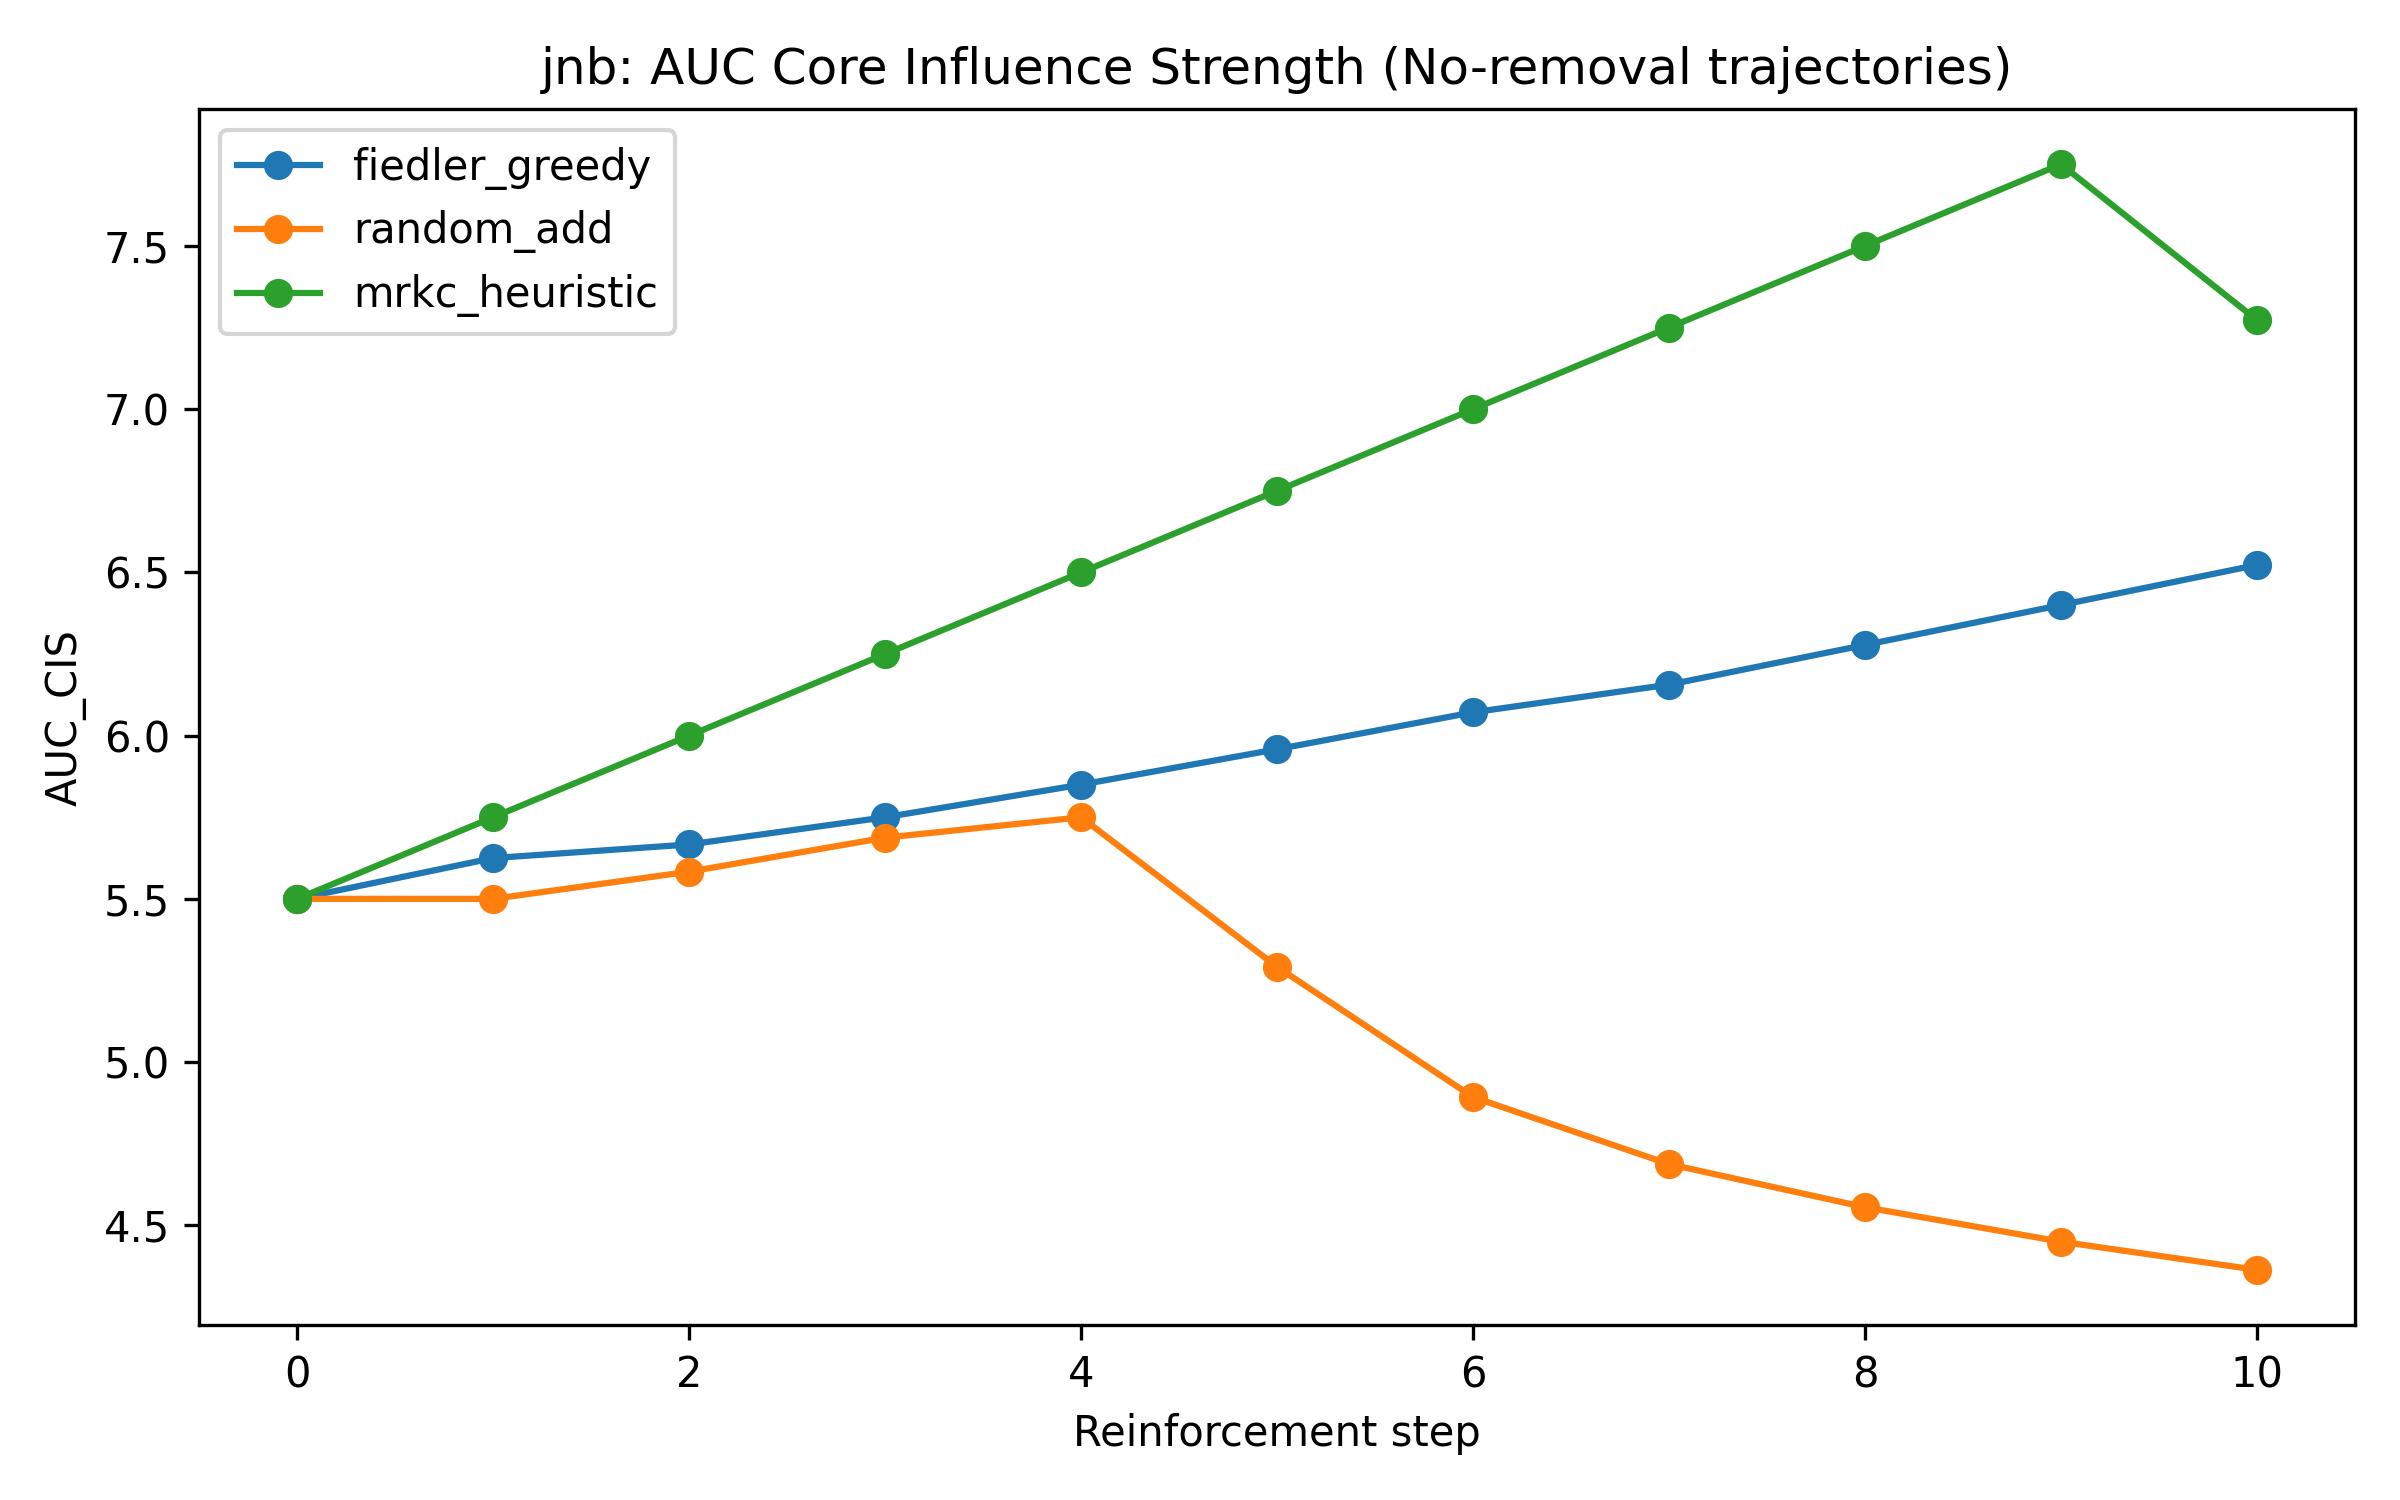 jnb: AUC Core Influence Strength (No-removal trajectories)
fiedler_greedy
random_add
mrkc_heuristic
AUC_CIS
7.5
7.0
6.5
6.0
5.5
5.0
4.5
0 2 4 6 8 10
Reinforcement step